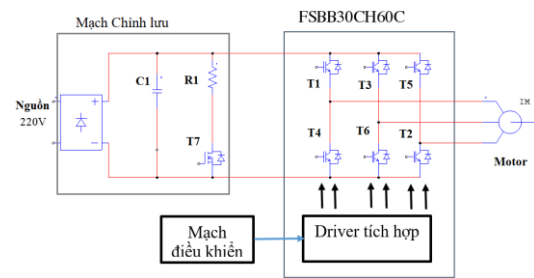 Mạch Chỉnh lưu
FSBB30CH60C
C1
R1
T1
T3
T5
Nguồn
220V
IM
T7
T4
T6
T2
Motor
Mạch
điều khiển
Driver tích hợp